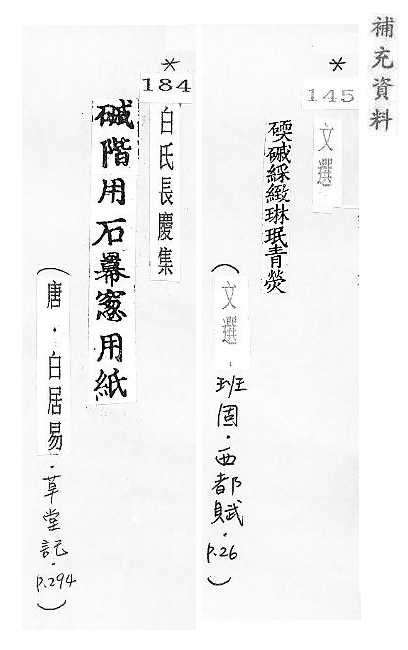 補充資料
*
145
文選
碝磩綵緻琳珉青熒
(文選．班固．西都賦．p.26)
*
184
白氏長慶集
磩階用石冪窓用紙
(唐．白居易．草堂記．p.294)